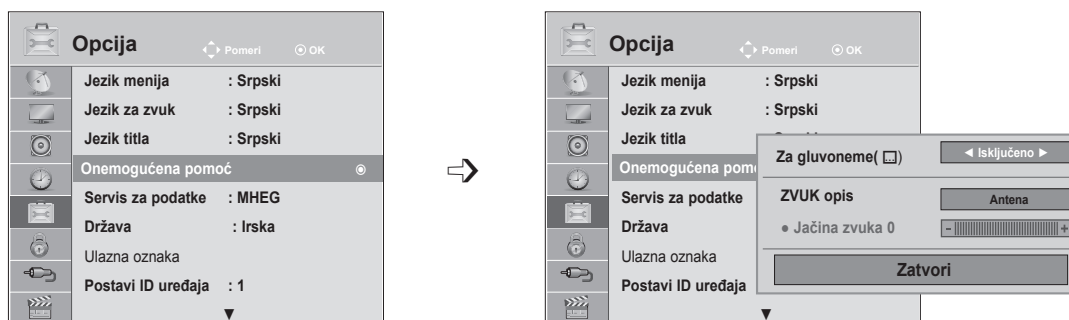 Opcija Pomeri OK
Jezik menija : Srpski
Jezik za zvuk : Srpski
Jezik titla : Srpski
Onemogućena pomoć
Servis za podatke : MHEG
Država : Irska
Ulazna oznaka
Postavi ID uređaja : 1
Opcija Pomeri OK
Jezik menija : Srpski
Jezik za zvuk : Srpski
Jezik titla
Onemogućena pom
Servis za podatke
Država
Ulazna oznaka
Postavi ID uređaja
Za gluvoneme( ) ◄ Isključeno ►
ZVUK opis Antena
● Jačina zvuka 0 - +
Zatvori